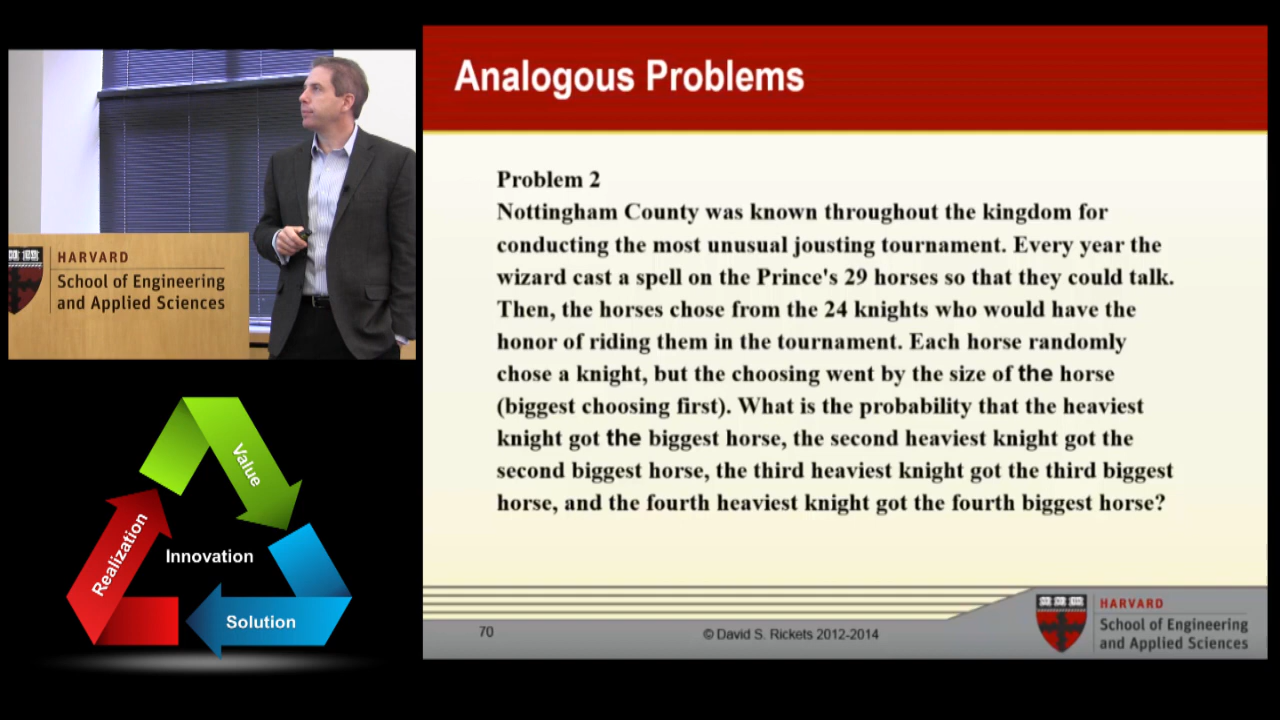 HARVARD
School of Engineering
and Applied Sciences
Value
Realization
Innovation
Solution
Analogous Problems
Problem 2
Nottingham County was known throughout the kingdom for
conducting the most unusual jousting tournament. Every year the
wizard cast a spell on the Prince's 29 horses so that they could talk.
Then, the horses chose from the 24 knights who would have the
honor of riding them in the tournament. Each horse randomly
chose a knight, but the choosing went by the size of the horse
(biggest choosing first). What is the probability that the heaviest
knight got the biggest horse, the second heaviest knight got the
second biggest horse, the third heaviest knight got the third biggest
horse, and the fourth heaviest knight got the fourth biggest horse?
70
© David S. Rickets 2012-2014
HARVARD
School of Engineering
and Applied Sciences